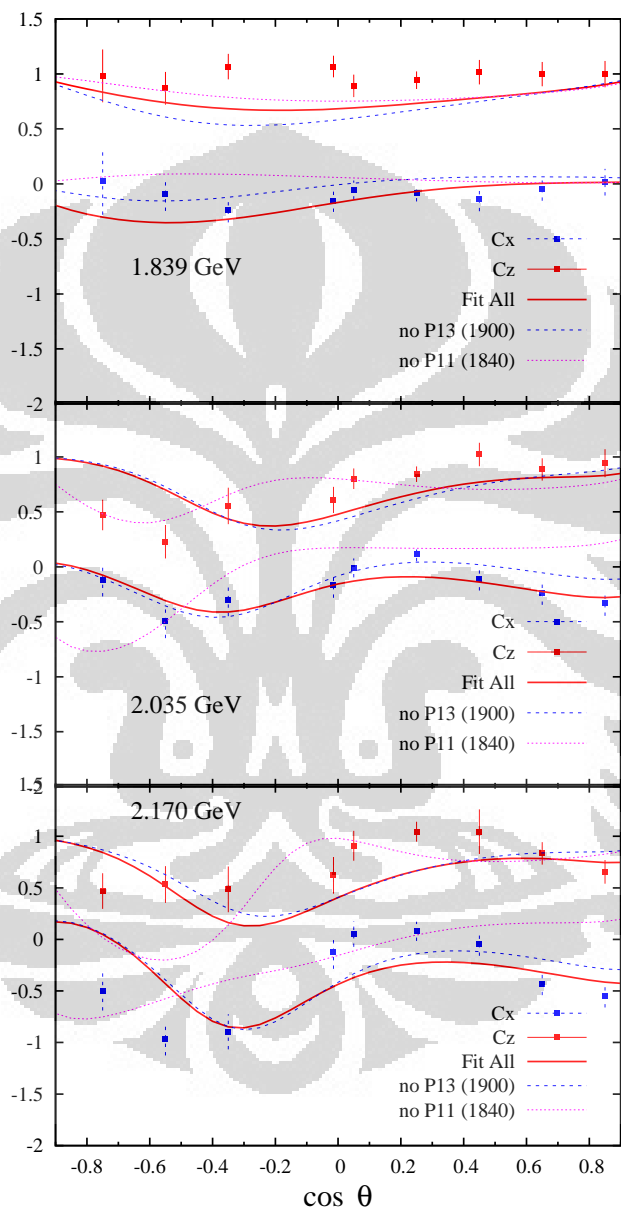 1.5
1
0.5
0
-0.5
-1
-1.5
-2
1.839 GeV
Cx
Cz
Fit All
no P13 (1900)
no P11 (1840)
1
0.5
0
-0.5
-1
-1.5
2.035 GeV
Cx
Cz
Fit All
no P13 (1900)
no P11 (1840)
1.5
1
0.5
0
-0.5
-1
-1.5
-2
2.170 GeV
Cx
Cz
Fit All
no P13 (1900)
no P11 (1840)
-0.8 -0.6 -0.4 -0.2 0 0.2 0.4 0.6 0.8
cos θ